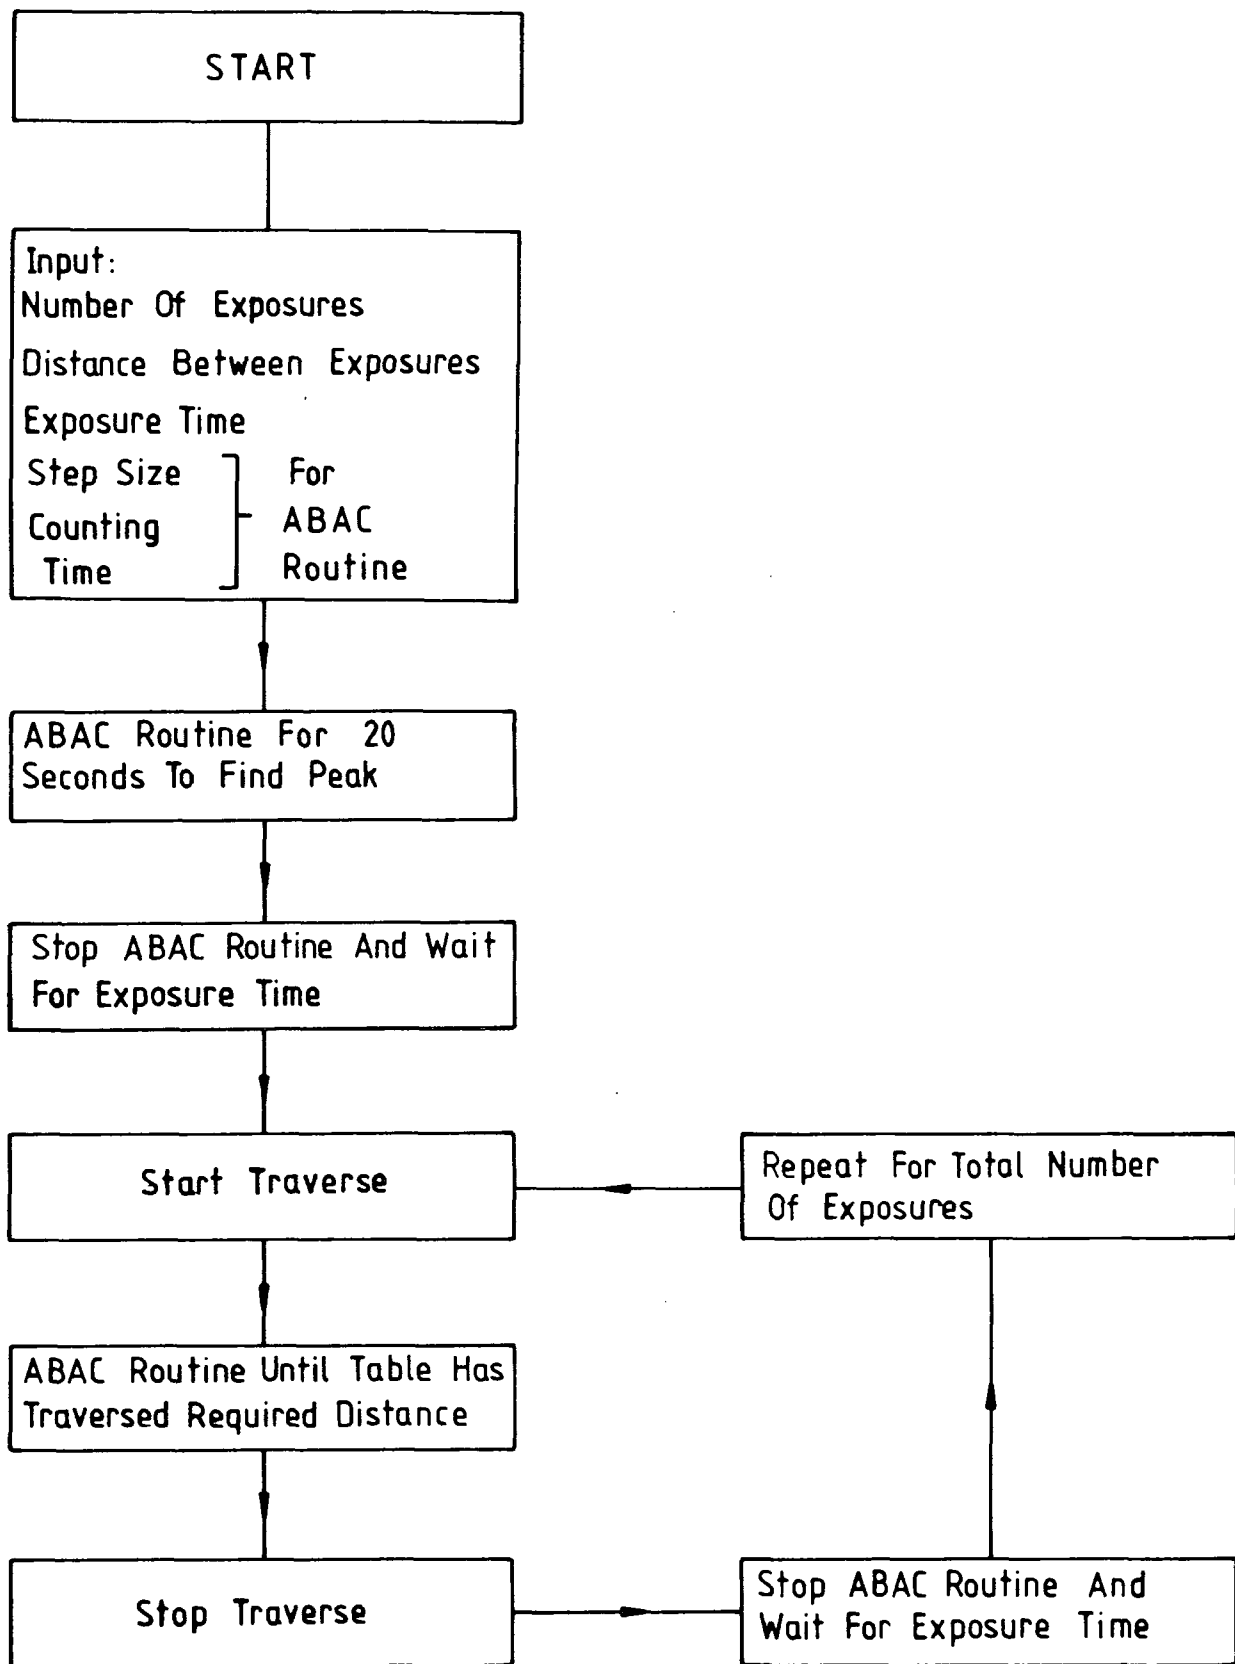 START
Input:
Number Of Exposures
Distance Between Exposures
Exposure Time
Step Size
Counting
Time
For
ABAC
Routine
ABAC Routine For 20
Seconds To Find Peak
Stop ABAC Routine And Wait
For Exposure Time
Start Traverse
ABAC Routine Until Table Has
Traversed Required Distance
Stop Traverse
Stop ABAC Routine And
Wait For Exposure Time
Repeat For Total Number
Of Exposures